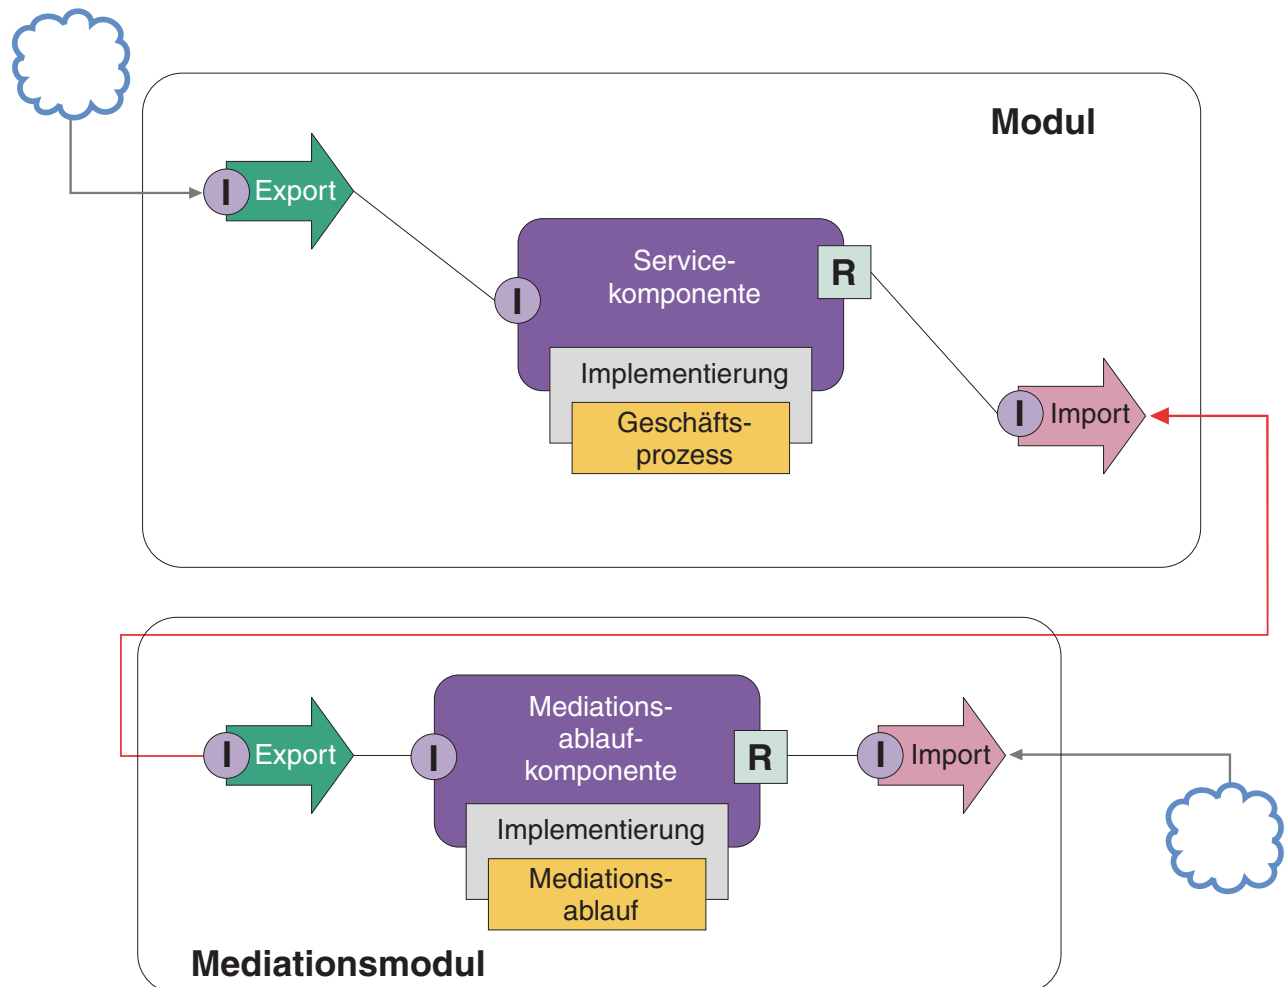 Modul
I Export
Service-
komponente
R
I
Implementierung
Geschäfts-
prozess
I Import
I Export
I
Mediations-
ablauf-
komponente
R
I Import
Implementierung
Mediations-
ablauf
Mediationsmodul